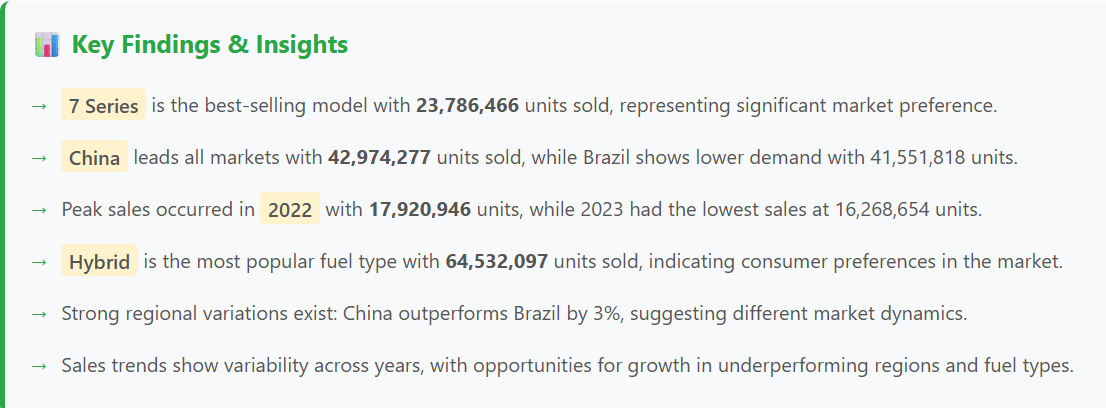 Key Findings & Insights
→ 7 Series is the best-selling model with 23,786,466 units sold, representing significant market preference.
→ China leads all markets with 42,974,277 units sold, while Brazil shows lower demand with 41,551,818 units.
→ Peak sales occurred in 2022 with 17,920,946 units, while 2023 had the lowest sales at 16,268,654 units.
→ Hybrid is the most popular fuel type with 64,532,097 units sold, indicating consumer preferences in the market.
→ Strong regional variations exist: China outperforms Brazil by 3%, suggesting different market dynamics.
→ Sales trends show variability across years, with opportunities for growth in underperforming regions and fuel types.